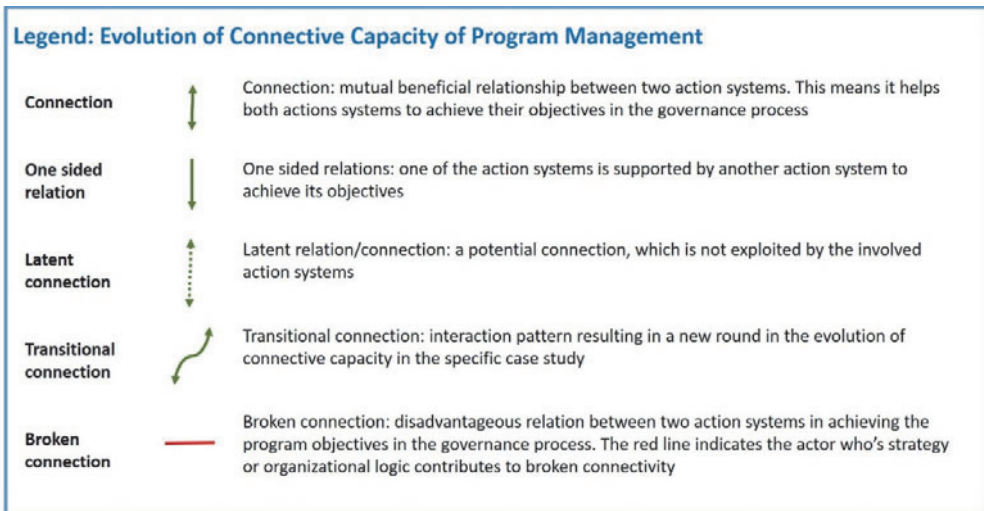 Legend: Evolution of Connective Capacity of Program Management
Connection
Connection: mutual beneficial relationship between two action systems. This means it helps
both actions systems to achieve their objectives in the governance process
One sided
relation
One sided relations: one of the action systems is supported by another action system to
achieve its objectives
Latent
connection
Latent relation/connection: a potential connection, which is not exploited by the involved
action systems
Transitional
connection
Transitional connection: interaction pattern resulting in a new round in the evolution of
connective capacity in the specific case study
Broken
connection
Broken connection: disadvantageous relation between two action systems in achieving the
program objectives in the governance process. The red line indicates the actor who's strategy
or organizational logic contributes to broken connectivity